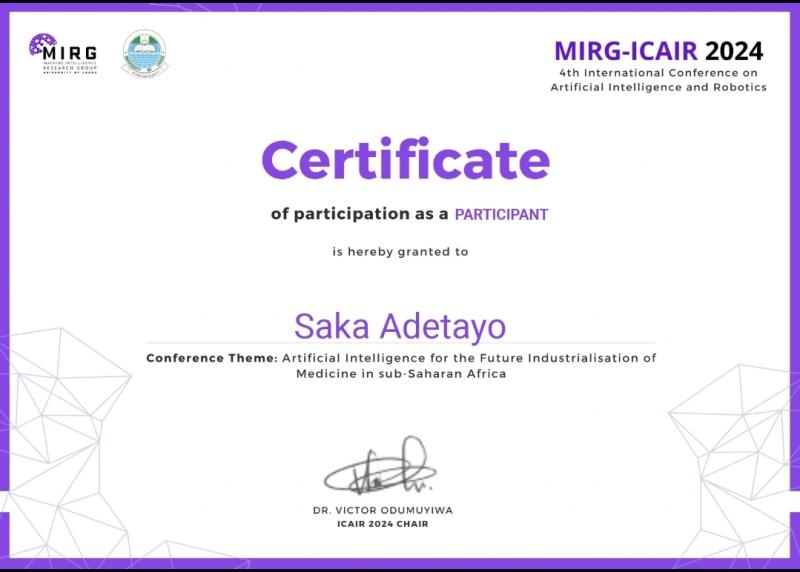 MIRG
MACHINE INTELLIGENCE
RESEARCH GROUP
UNIVERSITY OF LAGOS
MIRG-ICAIR 2024
4th International Conference on
Artificial Intelligence and Robotics
Certificate
of participation as a PARTICIPANT
is hereby granted to
Saka Adetayo
Conference Theme: Artificial Intelligence for the Future Industrialisation of
Medicine in sub-Saharan Africa
DR. VICTOR ODUMUYIWA
ICAIR 2024 CHAIR